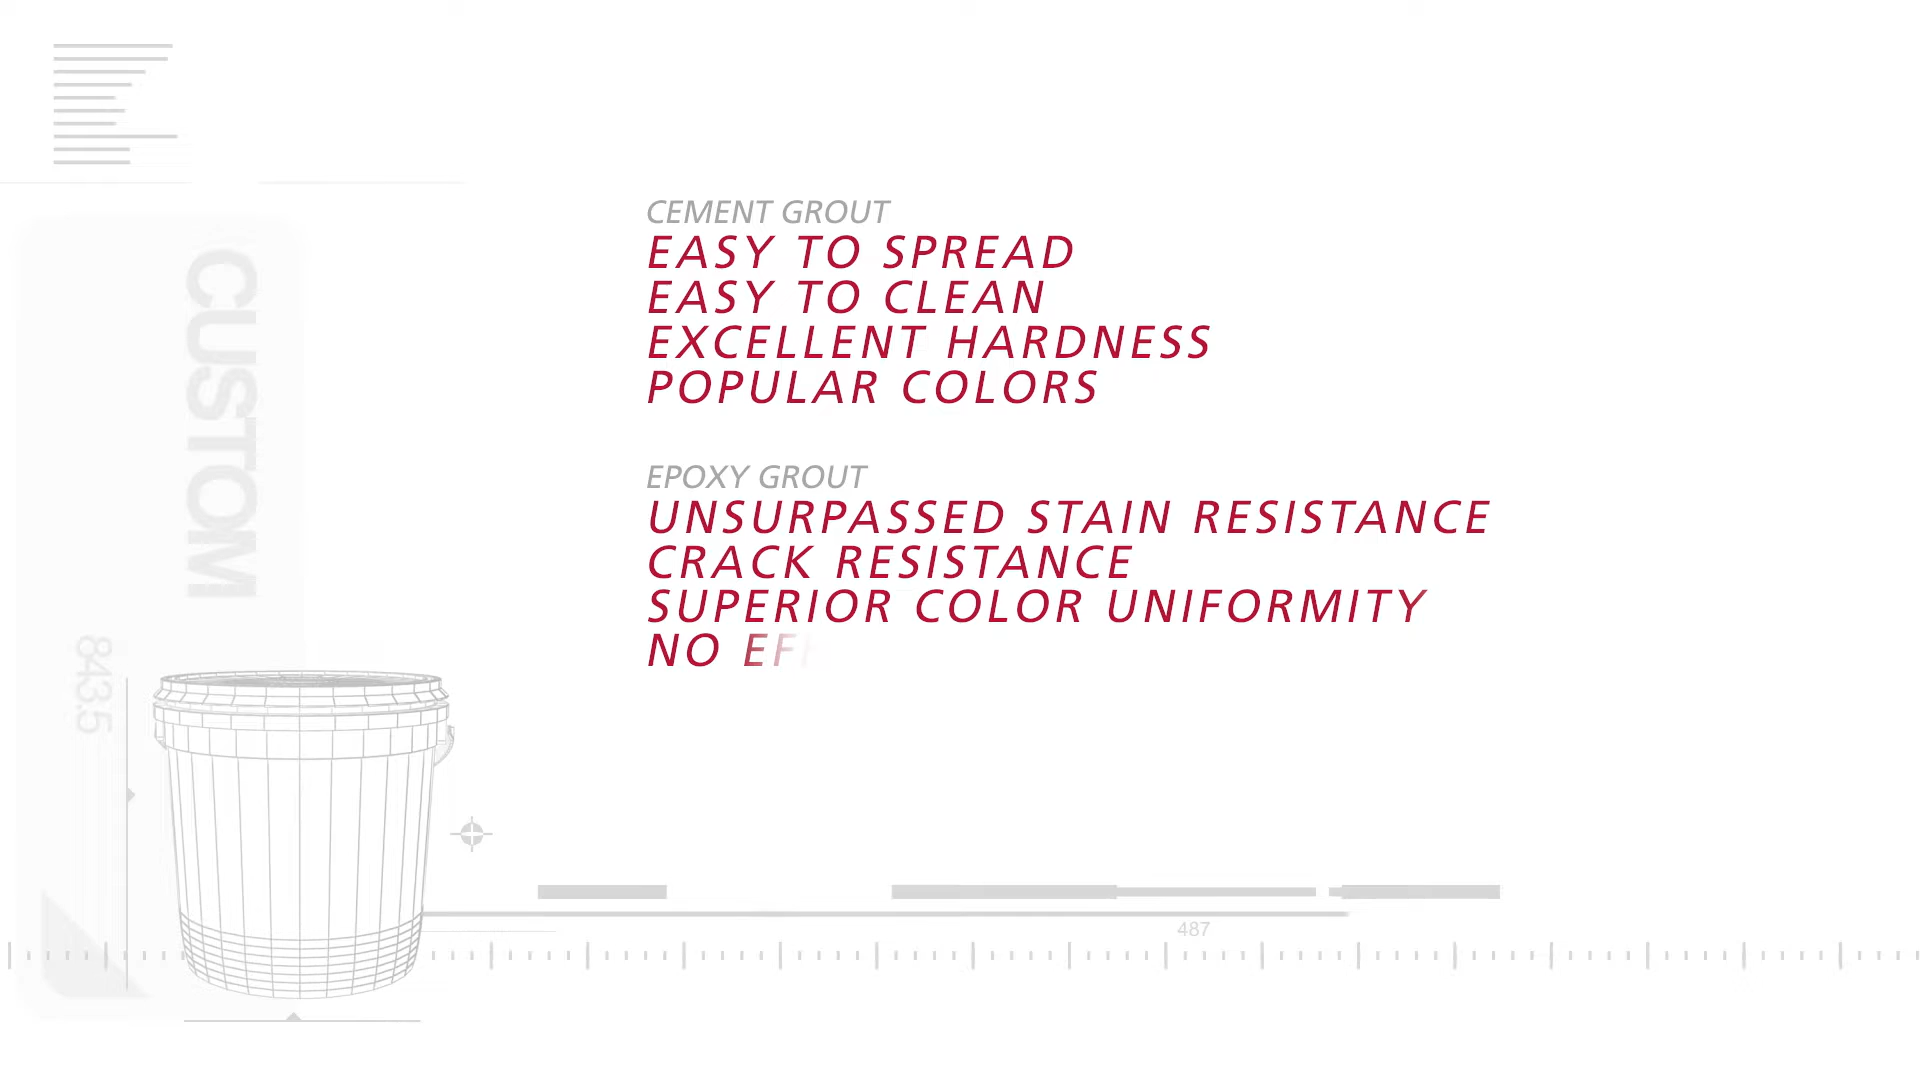 CUSTOM
843.5
CEMENT GROUT
EASY TO SPREAD
EASY TO CLEAN
EXCELLENT HARDNESS
POPULAR COLORS
EPOXY GROUT
UNSURPASSED STAIN RESISTANCE
CRACK RESISTANCE
SUPERIOR COLOR UNIFORMITY
NO EF
487